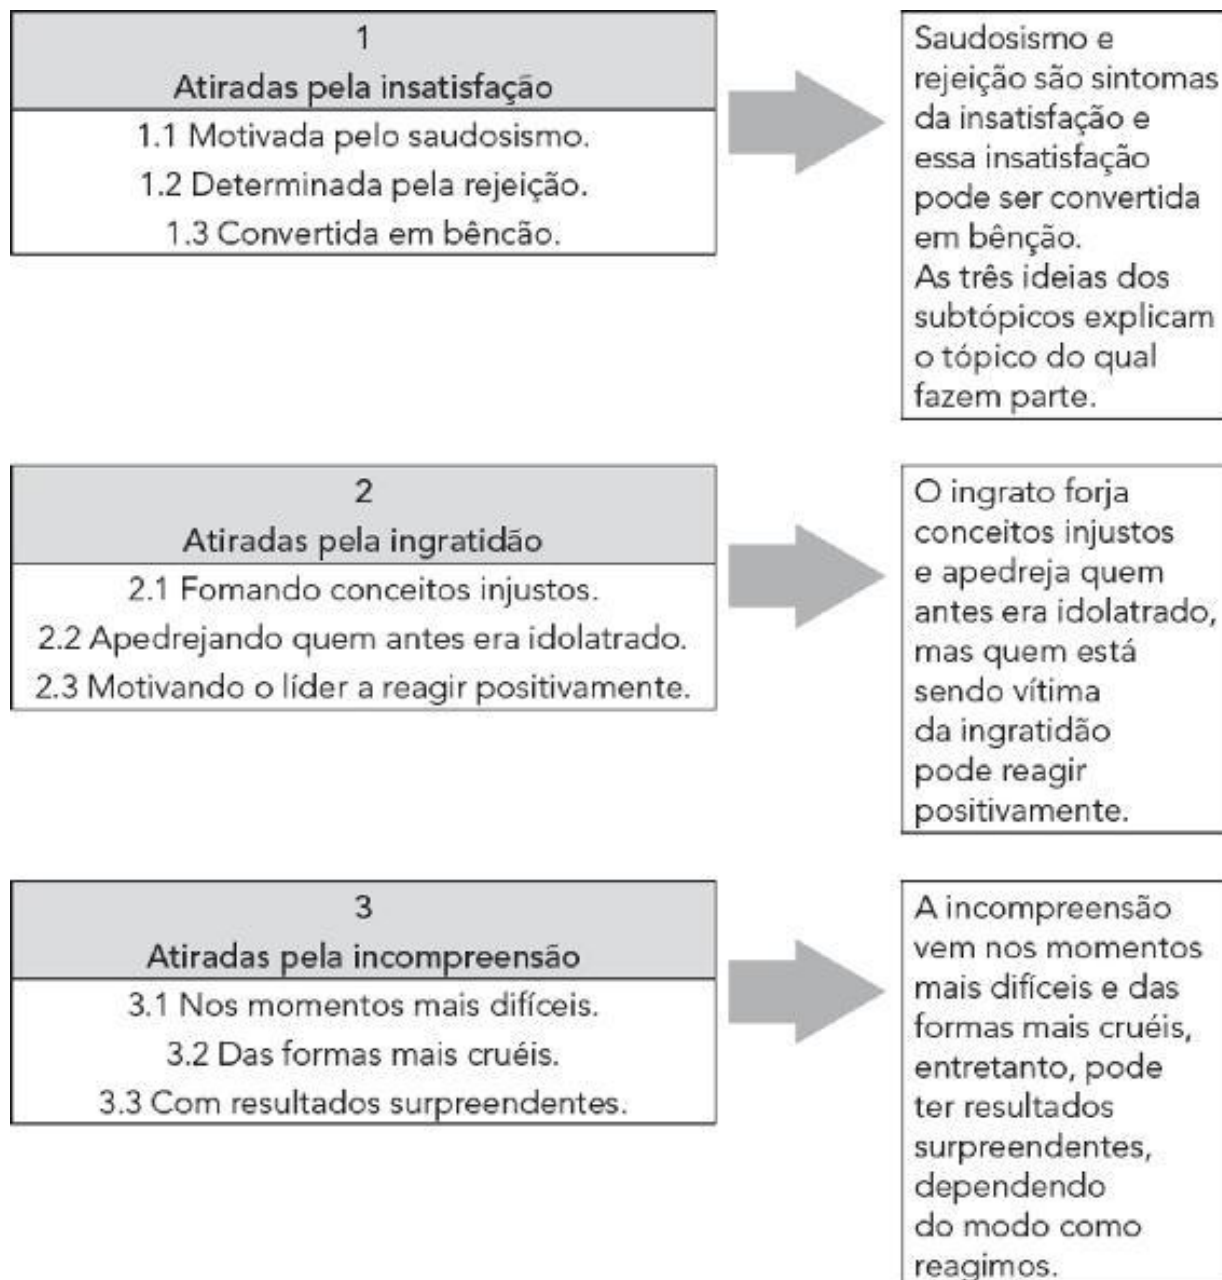 1
Atiradas pela insatisfação
1.1 Motivada pelo saudosismo.
1.2 Determinada pela rejeição.
1.3 Convertida em bêncão.
Saudosismo e
rejeição são sintomas
da insatisfação e
essa insatisfação
pode ser convertida
em bênção.
As três ideias dos
subtópicos explicam
o tópico do qual
fazem parte.
2
Atiradas pela ingratidão
2.1 Fomando conceitos injustos.
2.2 Apedrejando quem antes era idolatrado.
2.3 Motivando o líder a reagir positivamente.
O ingrato forja
conceitos injustos
e apedreja quem
antes era idolatrado,
mas quem está
sendo vítima
da ingratidão
pode reagir
positivamente.
3
Atiradas pela incompreensão
3.1 Nos momentos mais difíceis.
3.2 Das formas mais cruéis.
3.3 Com resultados surpreendentes.
A incompreensão
vem nos momentos
mais difíceis e das
formas mais cruéis,
entretanto, pode
ter resultados
surpreendentes,
dependendo
do modo como
reagimos.